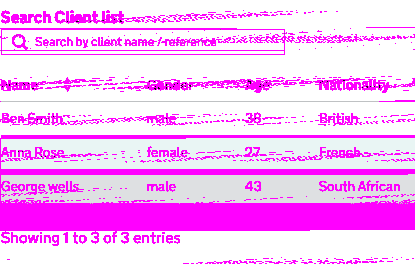 Search Client list
Search by client name / reference
Name Gender Age Nationality
Ben Smith male 38 British
Anna Rose female 27 French
George wells male 43 South African
Showing 1 to 3 of 3 entries